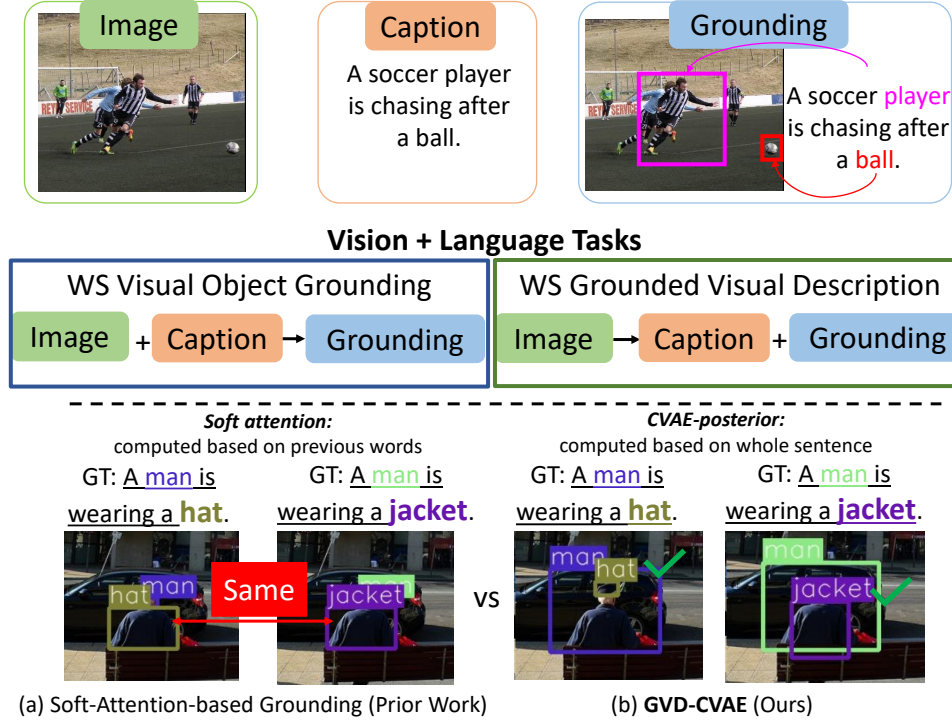 Image
Caption
Grounding
REY SERVICE
A soccer player
is chasing after
a ball.
A soccer player
is chasing after
a ball.
Vision + Language Tasks
WS Visual Object Grounding
Image + Caption → Grounding
WS Grounded Visual Description
Image → Caption + Grounding
Soft attention:
computed based on previous words
GT: A man is
wearing a hat.
GT: A man is
wearing a jacket.
hat
man
Same
jacket
man
vs
CVAE-posterior:
computed based on whole sentence
GT: A man is
wearing a hat.
GT: A man is
wearing a jacket.
man
hat
man
jacket
(a) Soft-Attention-based Grounding (Prior Work)
(b) GVD-CVAE (Ours)